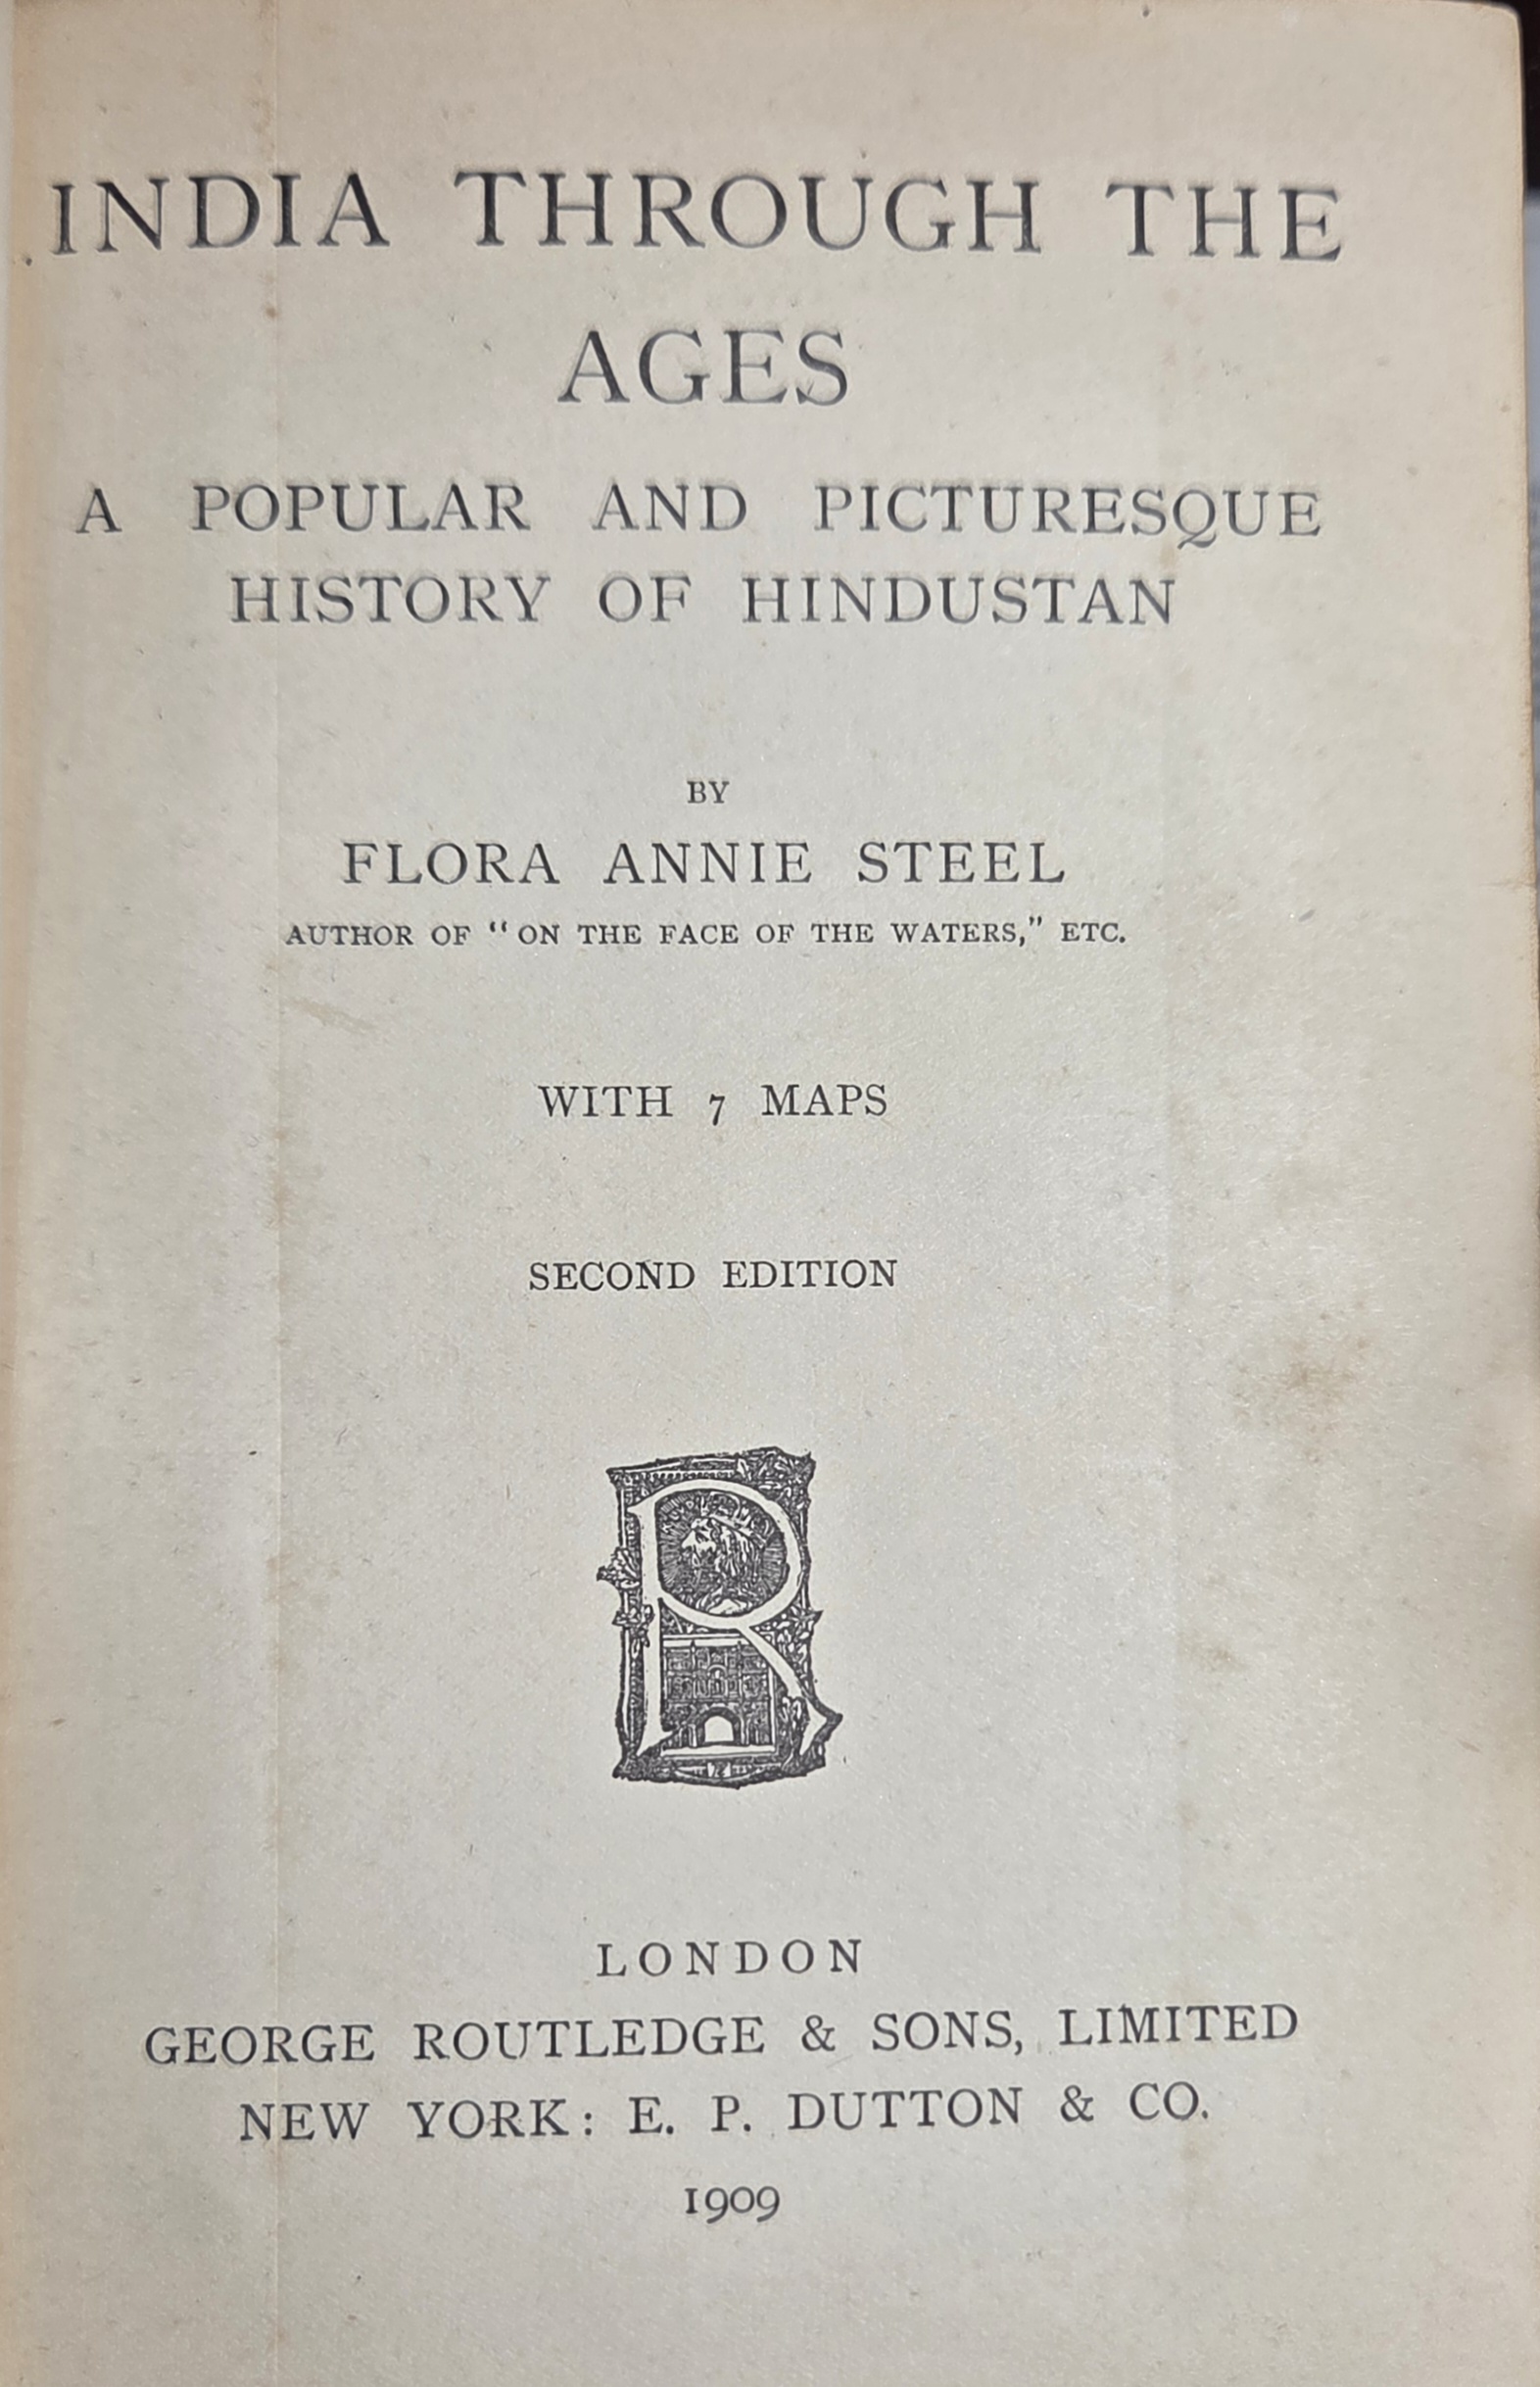 INDIA THROUGH THE
AGES
A POPULAR AND PICTURESQUE
HISTORY OF HINDUSTAN
BY
FLORA ANNIE STEEL
AUTHOR OF “ON THE FACE OF THE WATERS,” ETC.
WITH 7 MAPS
SECOND EDITION
R
LONDON
GEORGE ROUTLEDGE & SONS, LIMITED
NEW YORK: E. P. DUTTON & CO.
1909